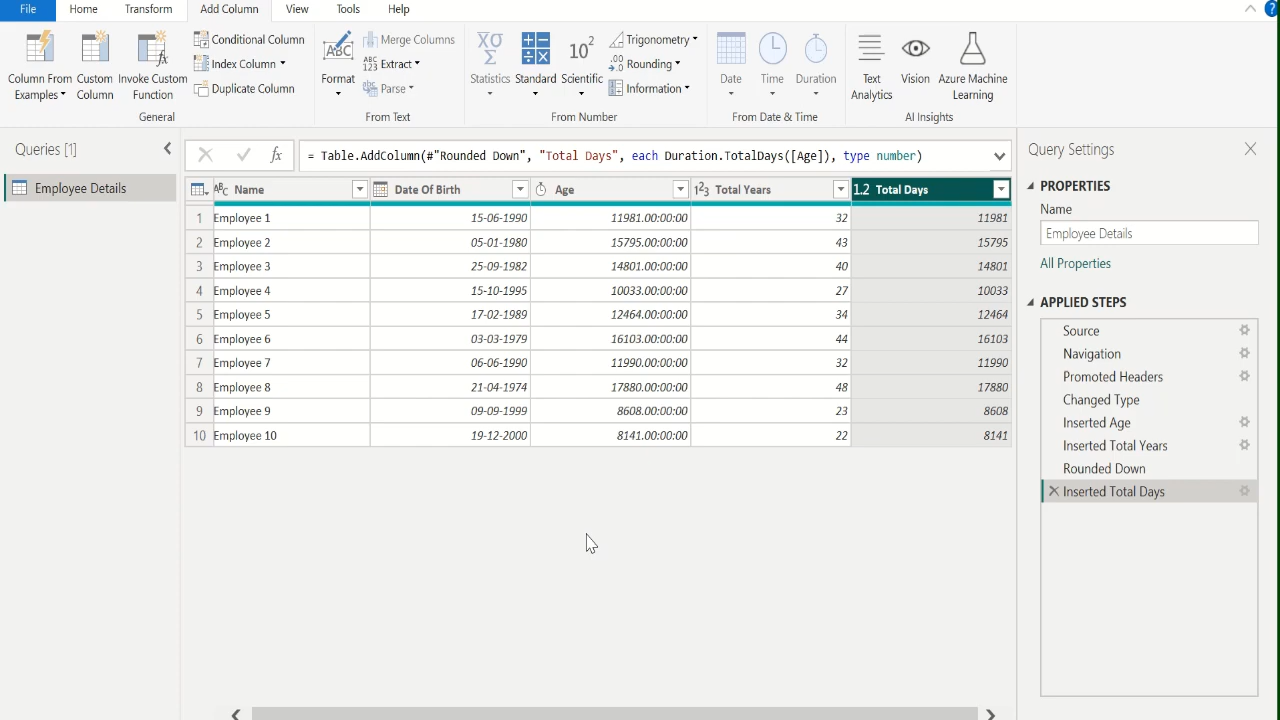 File Home Transform Add Column View Tools Help
Column From Examples
Custom Column
Invoke Custom Function
Conditional Column
Index Column
Duplicate Column
General
Format
Merge Columns
Extract
Parse
From Text
Statistics
Standard
Scientific
Trigonometry
Rounding
Information
From Number
Date
Time
Duration
From Date & Time
Text Analytics
Vision
Azure Machine Learning
AI Insights
Queries [1]
Employee Details
= Table.AddColumn(#"Rounded Down", "Total Days", each Duration.TotalDays([Age]), type number)
Name Date Of Birth Age 1²3 Total Years 1.2 Total Days
1 Employee 1 15-06-1990 11981.00:00:00 32 11981
2 Employee 2 05-01-1980 15795.00:00:00 43 15795
3 Employee 3 25-09-1982 14801.00:00:00 40 14801
4 Employee 4 15-10-1995 10033.00:00:00 27 10033
5 Employee 5 17-02-1989 12464.00:00:00 34 12464
6 Employee 6 03-03-1979 16103.00:00:00 44 16103
7 Employee 7 06-06-1990 11990.00:00:00 32 11990
8 Employee 8 21-04-1974 17880.00:00:00 48 17880
9 Employee 9 09-09-1999 8608.00:00:00 23 8608
10 Employee 10 19-12-2000 8141.00:00:00 22 8141
Query Settings
PROPERTIES
Name
Employee Details
All Properties
APPLIED STEPS
Source
Navigation
Promoted Headers
Changed Type
Inserted Age
Inserted Total Years
Rounded Down
Inserted Total Days